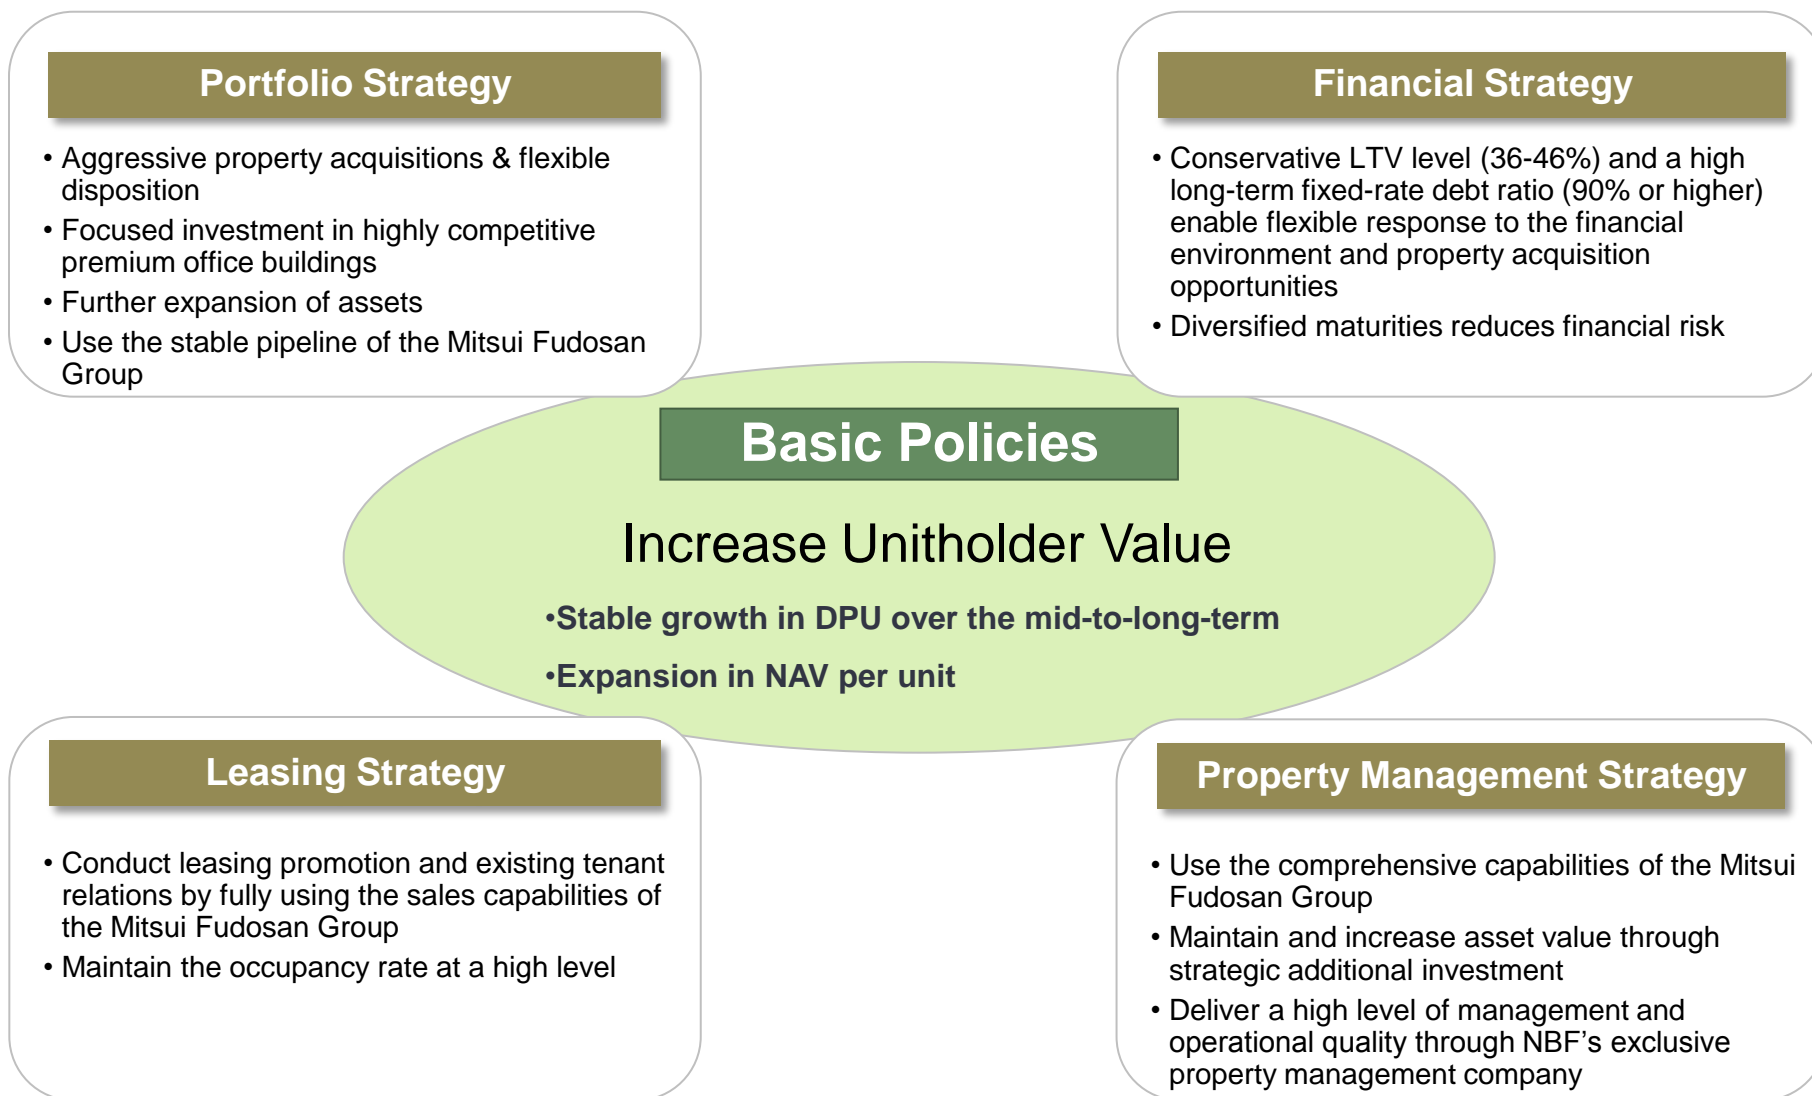 Portfolio Strategy
• Aggressive property acquisitions & flexible
disposition
• Focused investment in highly competitive
premium office buildings
• Further expansion of assets
• Use the stable pipeline of the Mitsui Fudosan
Group
Financial Strategy
• Conservative LTV level (36-46%) and a high
long-term fixed-rate debt ratio (90% or higher)
enable flexible response to the financial
environment and property acquisition
opportunities
• Diversified maturities reduces financial risk
Basic Policies
Increase Unitholder Value
•Stable growth in DPU over the mid-to-long-term
•Expansion in NAV per unit
Leasing Strategy
• Conduct leasing promotion and existing tenant
relations by fully using the sales capabilities of
the Mitsui Fudosan Group
• Maintain the occupancy rate at a high level
Property Management Strategy
• Use the comprehensive capabilities of the Mitsui
Fudosan Group
• Maintain and increase asset value through
strategic additional investment
• Deliver a high level of management and
operational quality through NBF’s exclusive
property management company